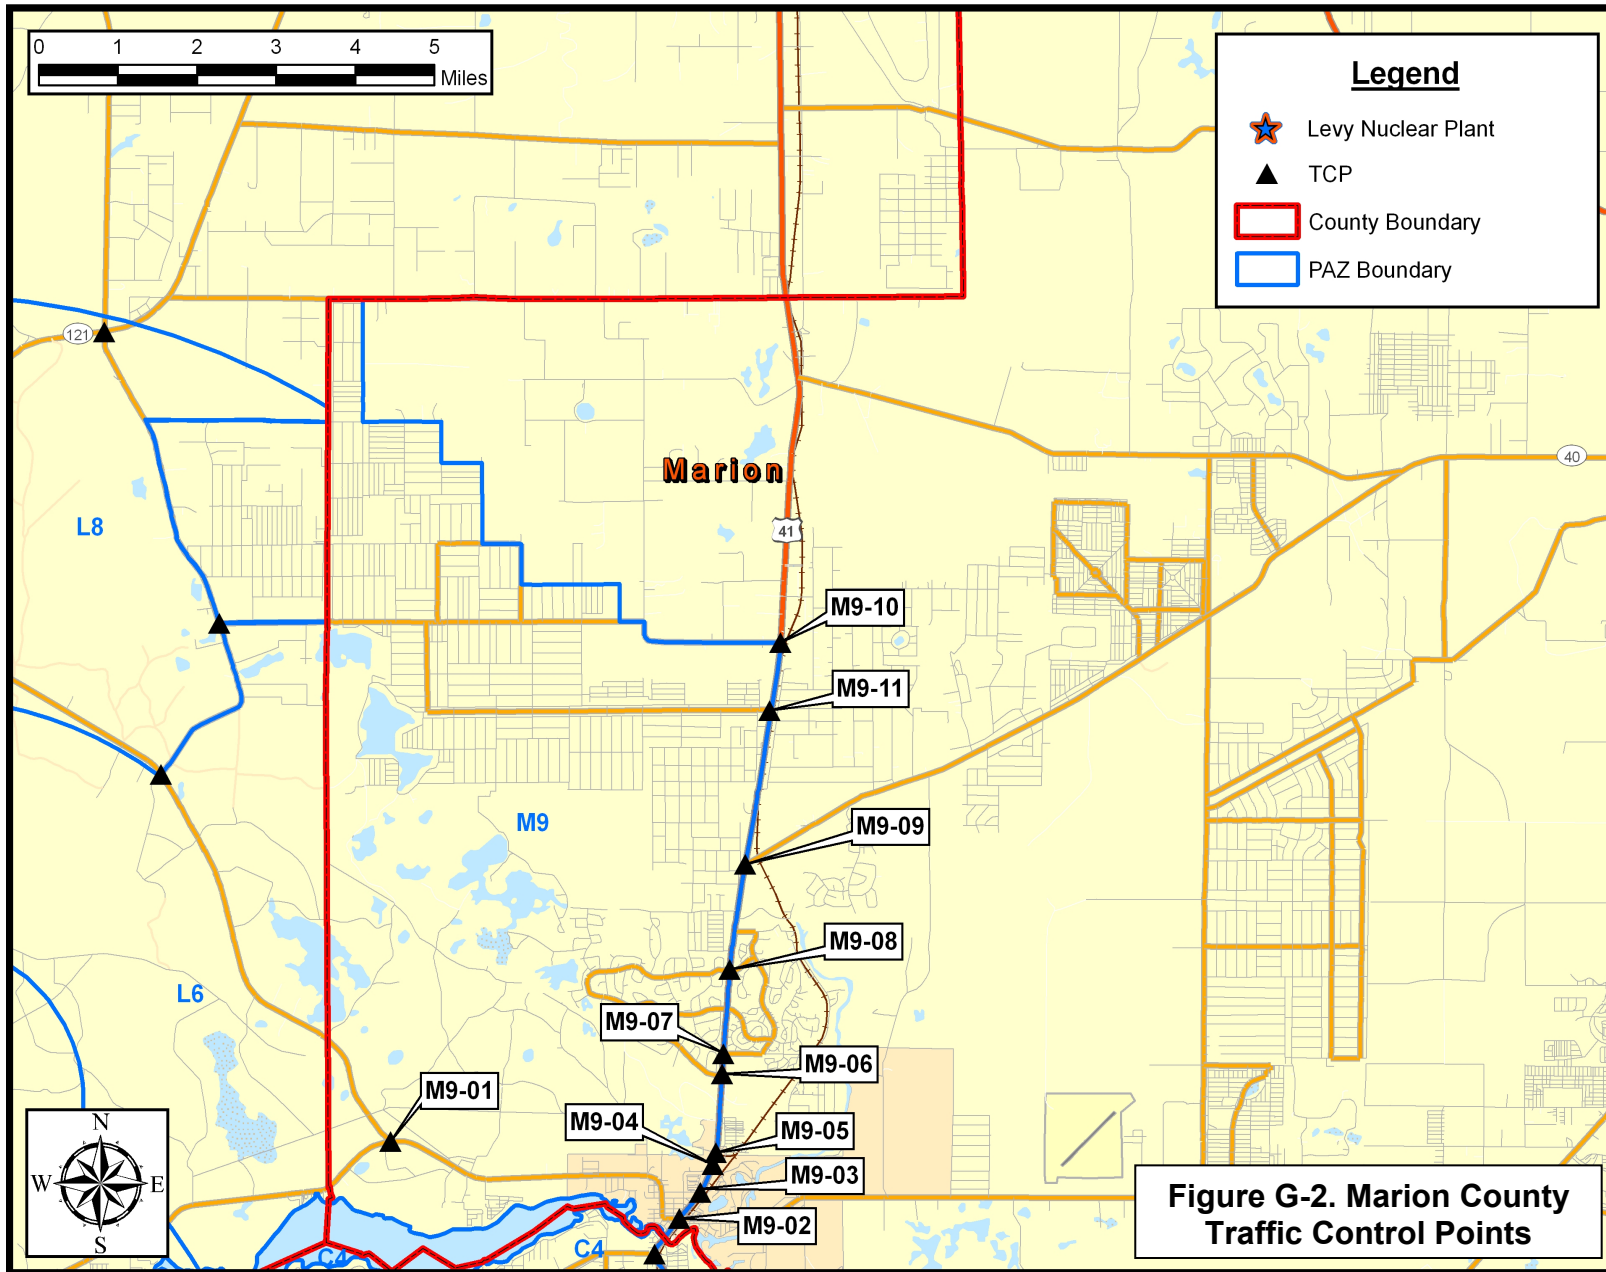 0 1 2 3 4 5
Miles
Legend
Levy Nuclear Plant
TCP
County Boundary
PAZ Boundary
121
40
Marion
L8
41
M9-10
M9-11
M9
M9-09
M9-08
L6
M9-07
M9-06
M9-01
M9-04
M9-05
M9-03
M9-02
N
W E
S
C4
C4
Figure G-2. Marion County
Traffic Control Points